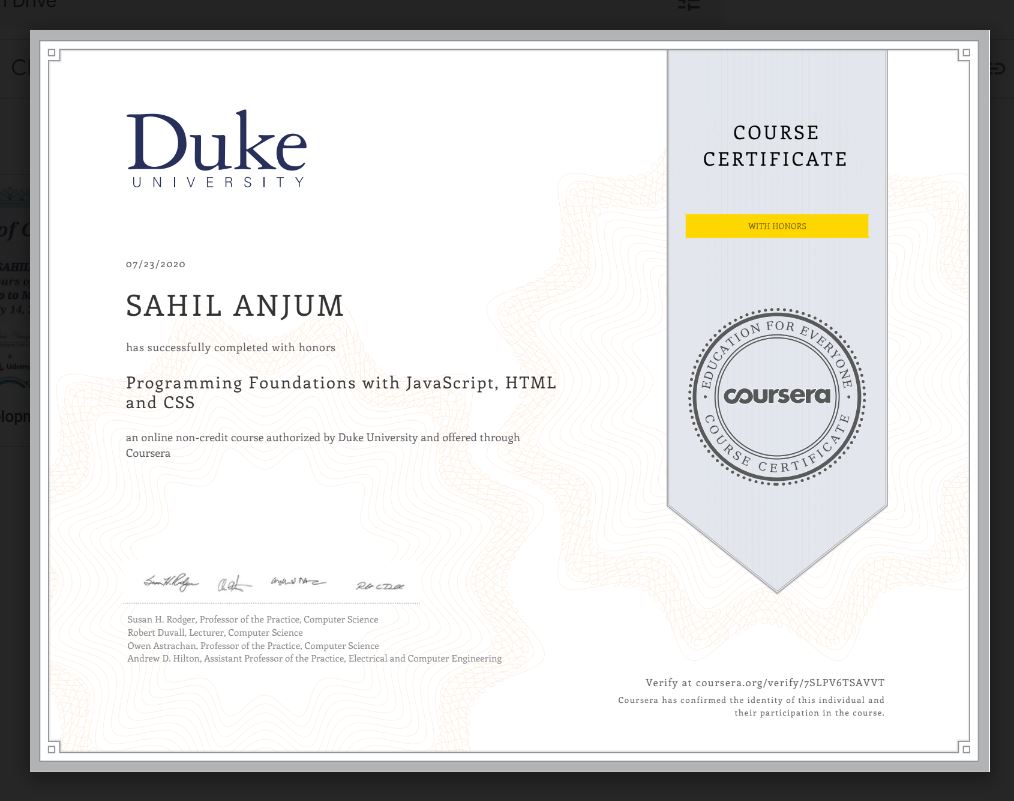 Drive
Duke
UNIVERSITY
COURSE
CERTIFICATE
WITH HONORS
07/23/2020
SAHIL ANJUM
has successfully completed with honors
Programming Foundations with JavaScript, HTML
and CSS
an online non-credit course authorized by Duke University and offered through
Coursera
EDUCATION FOR EVERYONE
coursera
COURSE CERTIFICATE
Susan H. Rodger, Professor of the Practice, Computer Science
Robert Duvall, Lecturer, Computer Science
Owen Astrachan, Professor of the Practice, Computer Science
Andrew D. Hilton, Assistant Professor of the Practice, Electrical and Computer Engineering
Verify at coursera.org/verify/7SLPV6TSAVVT
Coursera has confirmed the identity of this individual and
their participation in the course.